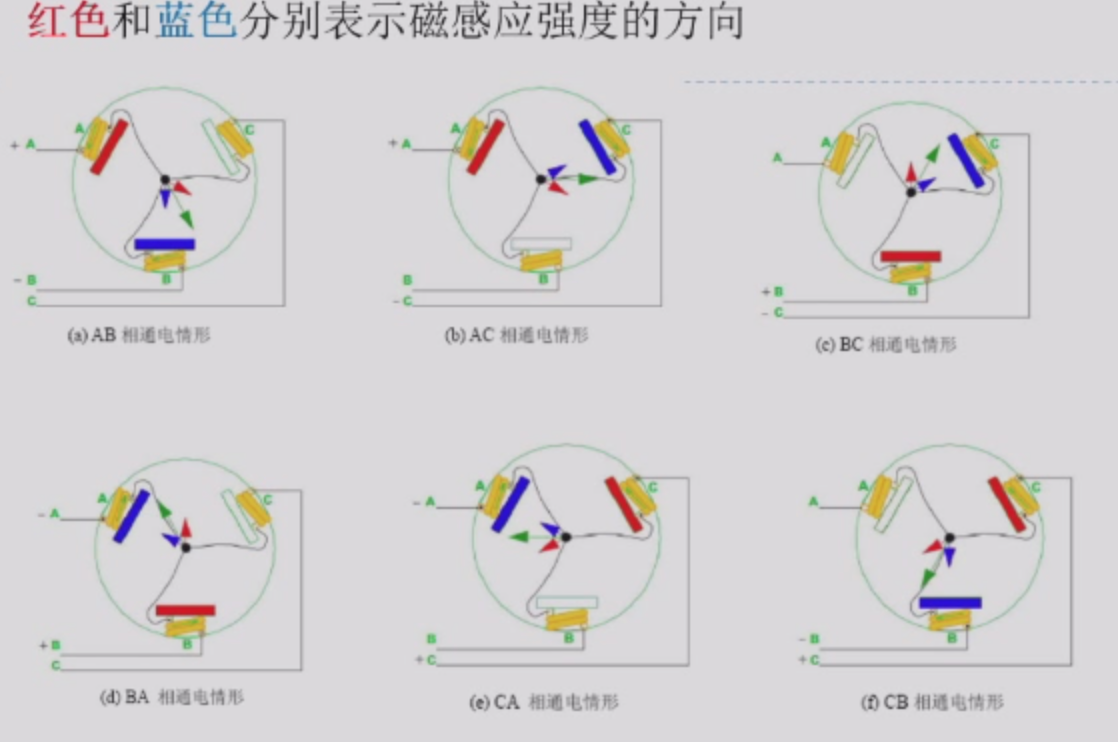 红色和蓝色分别表示磁感应强度的方向
A
C
+ A
B
- B
C
(a) AB 相通电情形
A
C
+ A
B
B
- C
(b) AC 相通电情形
A
C
A
B
+ B
- C
(c) BC 相通电情形
A
C
- A
B
+ B
C
(d) BA 相通电情形
A
C
- A
B
B
+ C
(e) CA 相通电情形
A
C
A
B
- B
+ C
(f) CB 相通电情形